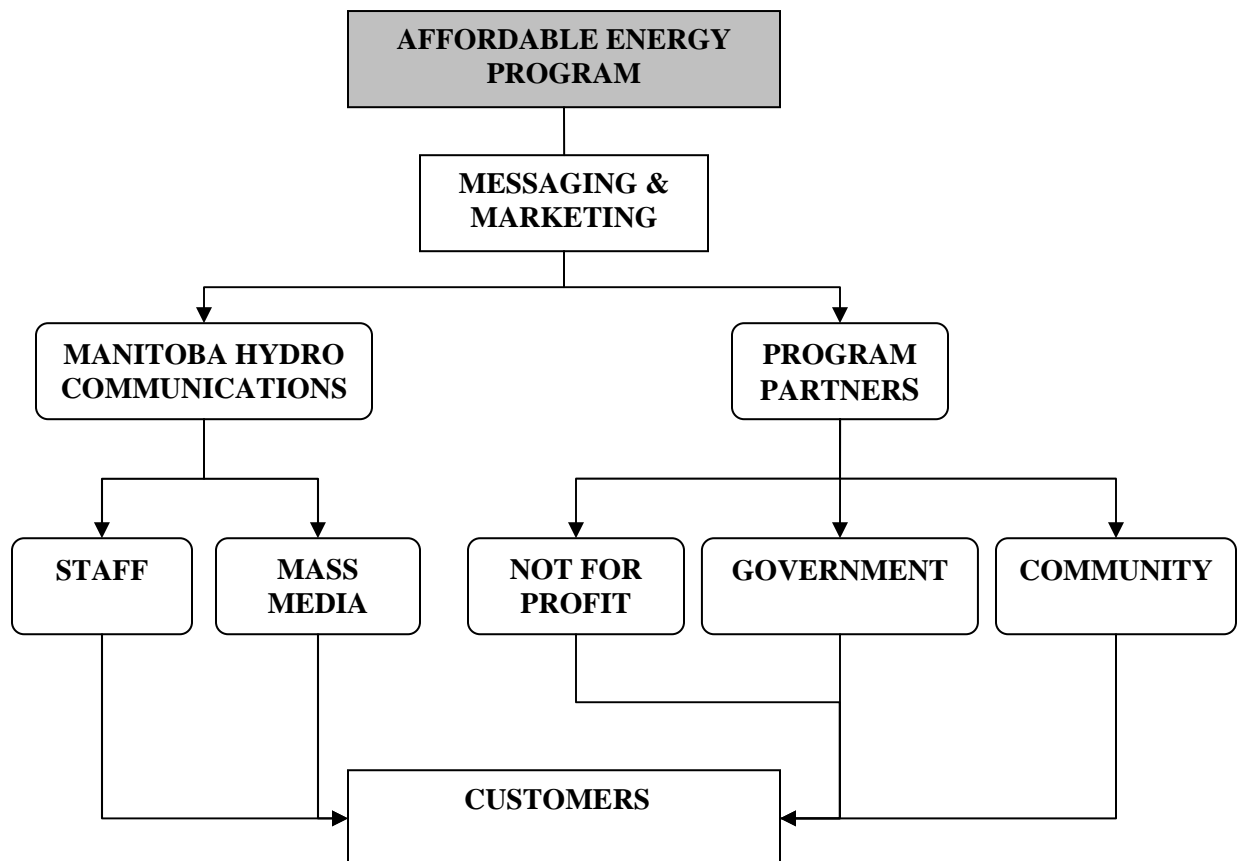 AFFORDABLE ENERGY
PROGRAM
MESSAGING &
MARKETING
MANITOBA HYDRO
COMMUNICATIONS
PROGRAM
PARTNERS
STAFF
MASS
MEDIA
NOT FOR
PROFIT
GOVERNMENT
COMMUNITY
CUSTOMERS